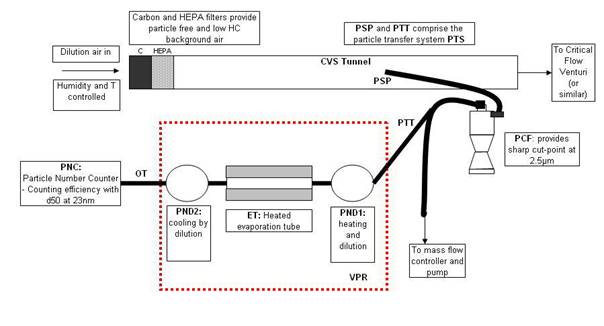 Carbon and HEPA filters provide
particle free and low HC
background air
PSP and PTT comprise the
particle transfer system PTS
Dilution air in
C HEPA
CVS Tunnel
To Critical
Flow
Venturi
(or
similar)
PSP
Humidity and T
controlled
PTT
PCF: provides
sharp cut-point at
2.5µm
PNC:
Particle Number Counter
- Counting efficiency with
d50 at 23nm
OT
PND2:
cooling by
dilution
ET: Heated
evaporation tube
PND1:
heating
and
dilution
VPR
To mass flow
controller and
pump